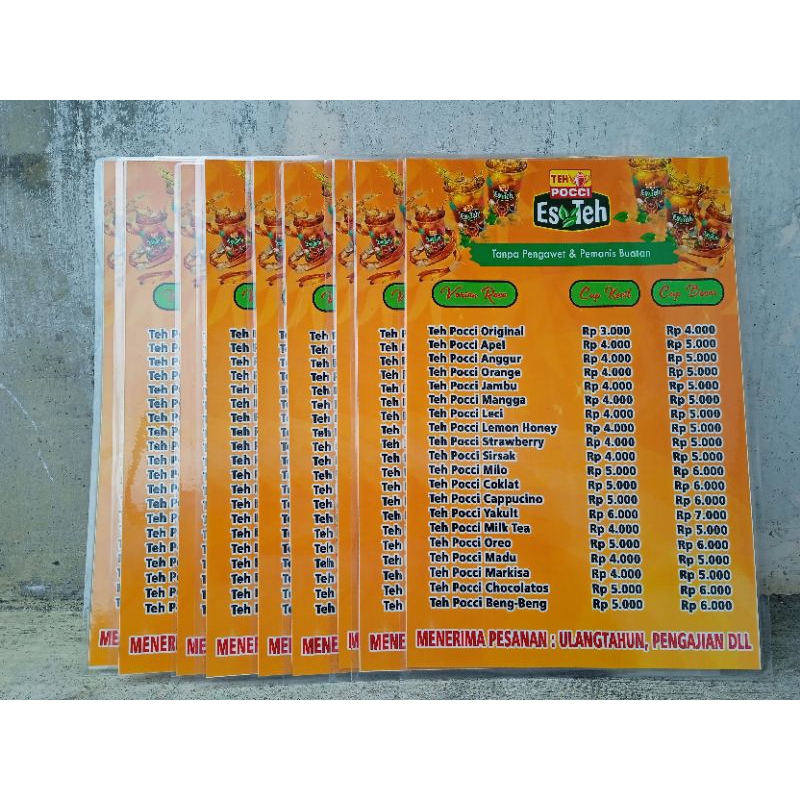 TEH POCCI
Es Teh
Tanpa Pengawet & Pemanis Buatan
Varian Rasa Cup Kecil Cup Besar
Teh Pocci Original Rp 3.000 Rp 4.000
Teh Pocci Apel Rp 4.000 Rp 5.000
Teh Pocci Anggur Rp 4.000 Rp 5.000
Teh Pocci Orange Rp 4.000 Rp 5.000
Teh Pocci Jambu Rp 4.000 Rp 5.000
Teh Pocci Mangga Rp 4.000 Rp 5.000
Teh Pocci Leci Rp 4.000 Rp 5.000
Teh Pocci Lemon Honey Rp 4.000 Rp 5.000
Teh Pocci Strawberry Rp 4.000 Rp 5.000
Teh Pocci Sirsak Rp 4.000 Rp 5.000
Teh Pocci Milo Rp 5.000 Rp 6.000
Teh Pocci Coklat Rp 5.000 Rp 6.000
Teh Pocci Cappucino Rp 5.000 Rp 6.000
Teh Pocci Yakult Rp 6.000 Rp 7.000
Teh Pocci Milk Tea Rp 4.000 Rp 5.000
Teh Pocci Oreo Rp 5.000 Rp 6.000
Teh Pocci Madu Rp 4.000 Rp 5.000
Teh Pocci Markisa Rp 4.000 Rp 5.000
Teh Pocci Chocolatos Rp 5.000 Rp 6.000
Teh Pocci Beng-Beng Rp 5.000 Rp 6.000
MENERIMA PESANAN : ULANGTAHUN, PENGAJIAN DLL